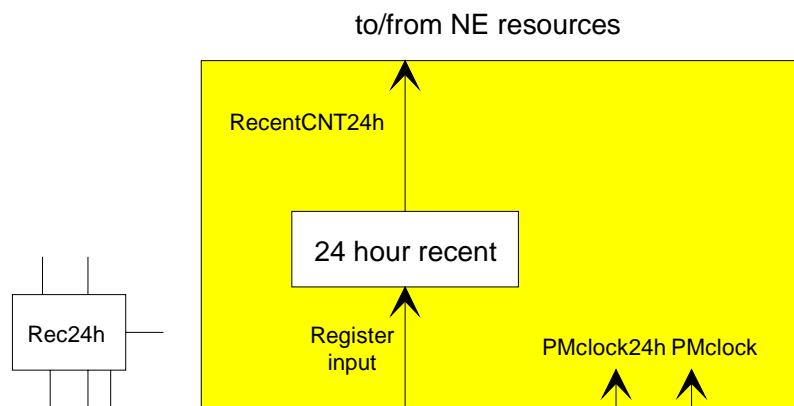 to/from NE resources
RecentCNT24h
24 hour recent
Rec24h
Register
input
PMclock24h PMclock